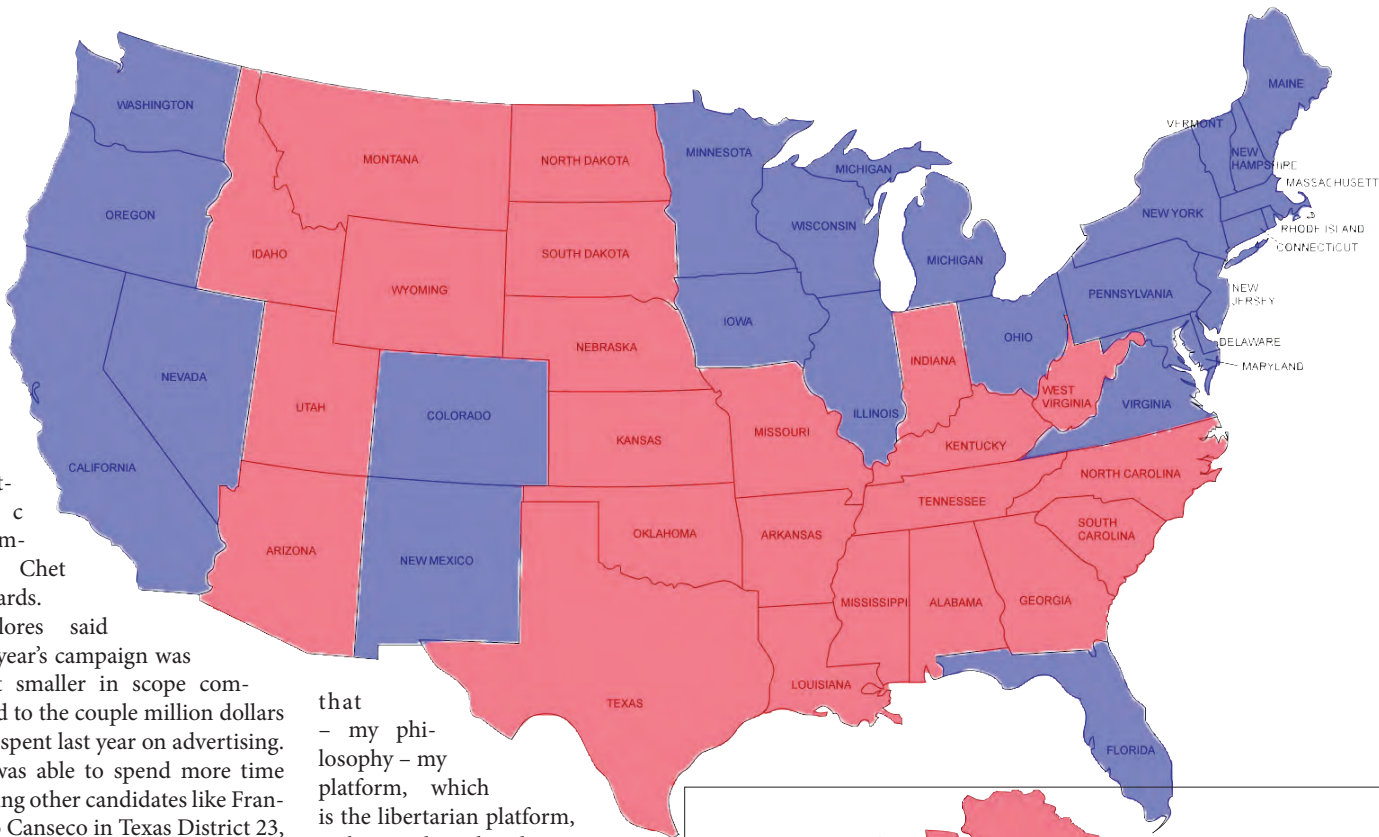 WASHINGTON
OREGON
CALIFORNIA
NEVADA
IDAHO
MONTANA
WYOMING
UTAH
COLORADO
ARIZONA
NEW MEXICO
NORTH DAKOTA
SOUTH DAKOTA
NEBRASKA
KANSAS
OKLAHOMA
TEXAS
MINNESOTA
IOWA
MISSOURI
ARKANSAS
LOUISIANA
WISCONSIN
ILLINOIS
MICHIGAN
MICHIGAN
INDIANA
OHIO
KENTUCKY
TENNESSEE
MISSISSIPPI
ALABAMA
GEORGIA
FLORIDA
SOUTH
CAROLINA
NORTH CAROLINA
VIRGINIA
WEST
VIRGINIA
PENNSYLVANIA
NEW YORK
VERMONT
NEW
HAMPSHIRE
MAINE
MASSACHUSETT
RHODE ISLAND
CONNECTICUT
NEW
JERSEY
DELAWARE
MARYLAND
t-
c
m-
Chet
ards.
lores said
year's campaign was
t smaller in scope com-
d to the couple million dollars
spent last year on advertising.
was able to spend more time
ng other candidates like Fran-
o Canseco in Texas District 23,
that
– my phi-
losophy – my
platform, which
is the libertarian platform,